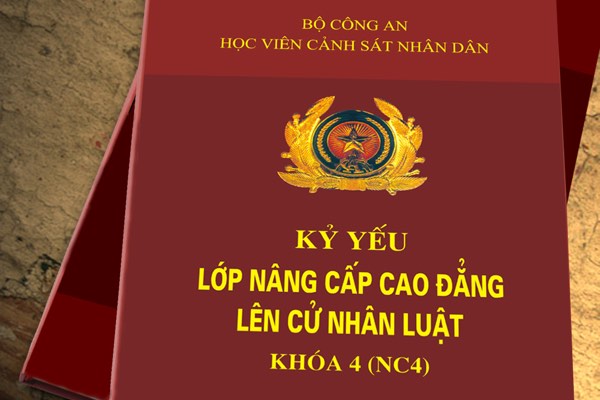 BỘ CÔNG AN
HỌC VIÊN CẢNH SÁT NHÂN DÂN
KỶ YẾU
LỚP NÂNG CẤP CAO ĐẲNG
LÊN CỬ NHÂN LUẬT
KHÓA 4 (NC4)